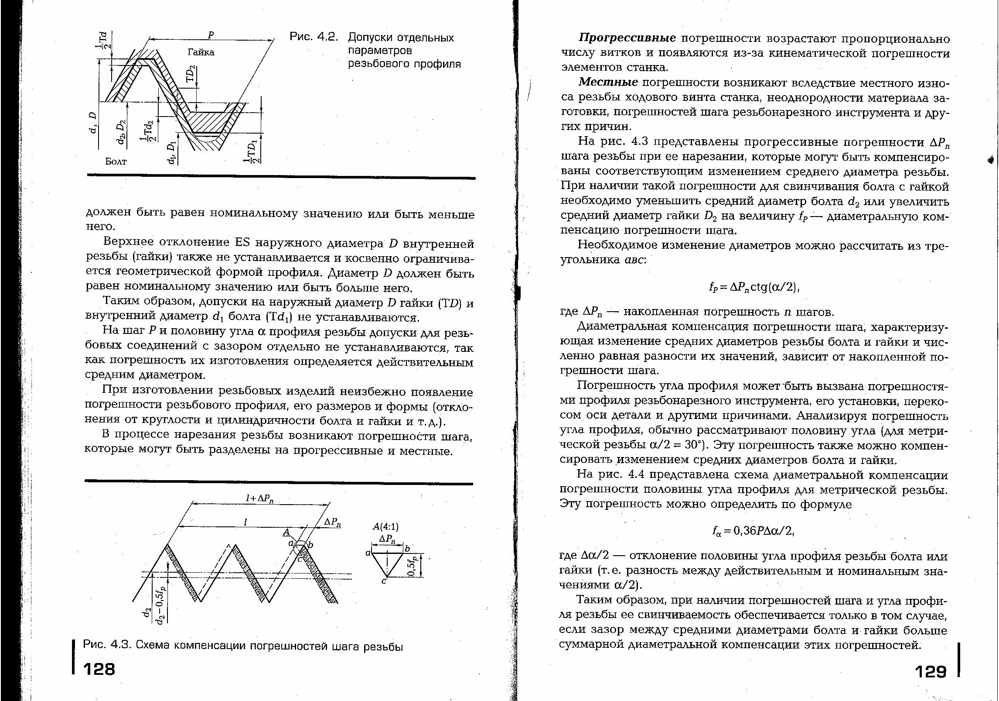 Рис. 4.2. Допуски отдельных
параметров
резьбового профиля
P
Гайка
1/2 Td
TD₂
d, D
d₂, D₂
1/2 Td₂
d₁, D₁
1/2 TD₁
Болт
должен быть равен номинальному значению или быть меньше
него.
Верхнее отклонение ES наружного диаметра D внутренней
резьбы (гайки) также не устанавливается и косвенно ограничива-
ется геометрической формой профиля. Диаметр D должен быть
равен номинальному значению или быть больше него.
Таким образом, допуски на наружный диаметр D гайки (TD) и
внутренний диаметр d₁ болта (Td₁) не устанавливаются.
На шаг P и половину угла α профиля резьбы допуски для резь-
бовых соединений с зазором отдельно не устанавливаются, так
как погрешность их изготовления определяется действительным
средним диаметром.
При изготовлении резьбовых изделий неизбежно появление
погрешности резьбового профиля, его размеров и формы (откло-
нения от круглости и цилиндричности болта и гайки и т. д.).
В процессе нарезания резьбы возникают погрешности шага,
которые могут быть разделены на прогрессивные и местные.
l + ΔPₙ
l
ΔPₙ
A
a
b
c
d₂
d₂ – 0,5fₚ
A(4:1)
ΔPₙ
a
b
c
0,5fₚ
Рис. 4.3. Схема компенсации погрешностей шага резьбы
128
Прогрессивные погрешности возрастают пропорционально
числу витков и появляются из-за кинематической погрешности
элементов станка.
Местные погрешности возникают вследствие местного изно-
са резьбы ходового винта станка, неоднородности материала за-
готовки, погрешностей шага резьбонарезного инструмента и дру-
гих причин.
На рис. 4.3 представлены прогрессивные погрешности ΔPₙ
шага резьбы при ее нарезании, которые могут быть компенсиро-
ваны соответствующим изменением среднего диаметра резьбы.
При наличии такой погрешности для свинчивания болта с гайкой
необходимо уменьшить средний диаметр болта d₂ или увеличить
средний диаметр гайки D₂ на величину fₚ — диаметральную ком-
пенсацию погрешности шага.
Необходимое изменение диаметров можно рассчитать из тре-
угольника авс:
fₚ = ΔPₙctg(α/2),
где ΔPₙ — накопленная погрешность n шагов.
Диаметральная компенсация погрешности шага, характеризу-
ющая изменение средних диаметров резьбы болта и гайки и чис-
ленно равная разности их значений, зависит от накопленной по-
грешности шага.
Погрешность угла профиля может быть вызвана погрешностя-
ми профиля резьбонарезного инструмента, его установки, переко-
сом оси детали и другими причинами. Анализируя погрешность
угла профиля, обычно рассматривают половину угла (для метри-
ческой резьбы α/2 = 30°). Эту погрешность также можно компен-
сировать изменением средних диаметров болта и гайки.
На рис. 4.4 представлена схема диаметральной компенсации
погрешности половины угла профиля для метрической резьбы.
Эту погрешность можно определить по формуле
f_α = 0,36PΔα/2,
где Δα/2 — отклонение половины угла профиля резьбы болта или
гайки (т. е. разность между действительным и номинальным зна-
чениями α/2).
Таким образом, при наличии погрешностей шага и угла профи-
ля резьбы ее свинчиваемость обеспечивается только в том случае,
если зазор между средними диаметрами болта и гайки больше
суммарной диаметральной компенсации этих погрешностей.
129